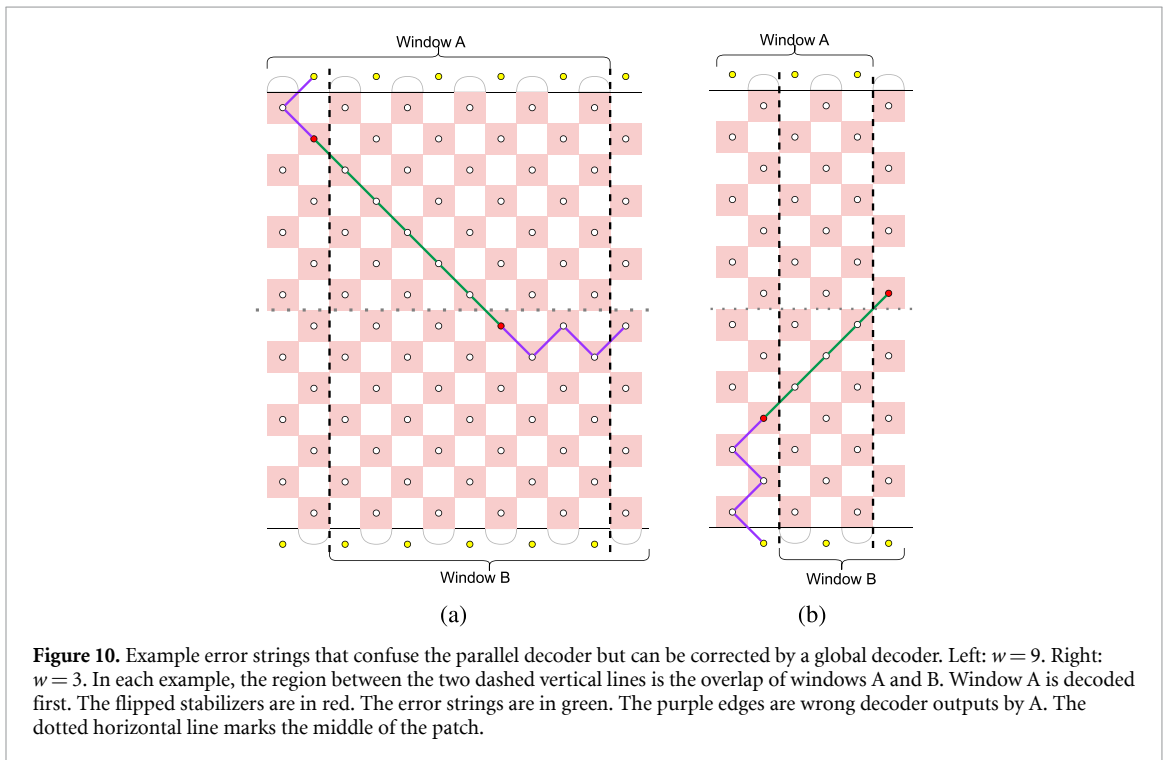 Window A
Window A
Window B
Window B
(a)
(b)
Figure 10. Example error strings that confuse the parallel decoder but can be corrected by a global decoder. Left: w = 9. Right:
w = 3. In each example, the region between the two dashed vertical lines is the overlap of windows A and B. Window A is decoded
first. The flipped stabilizers are in red. The error strings are in green. The purple edges are wrong decoder outputs by A. The
dotted horizontal line marks the middle of the patch.